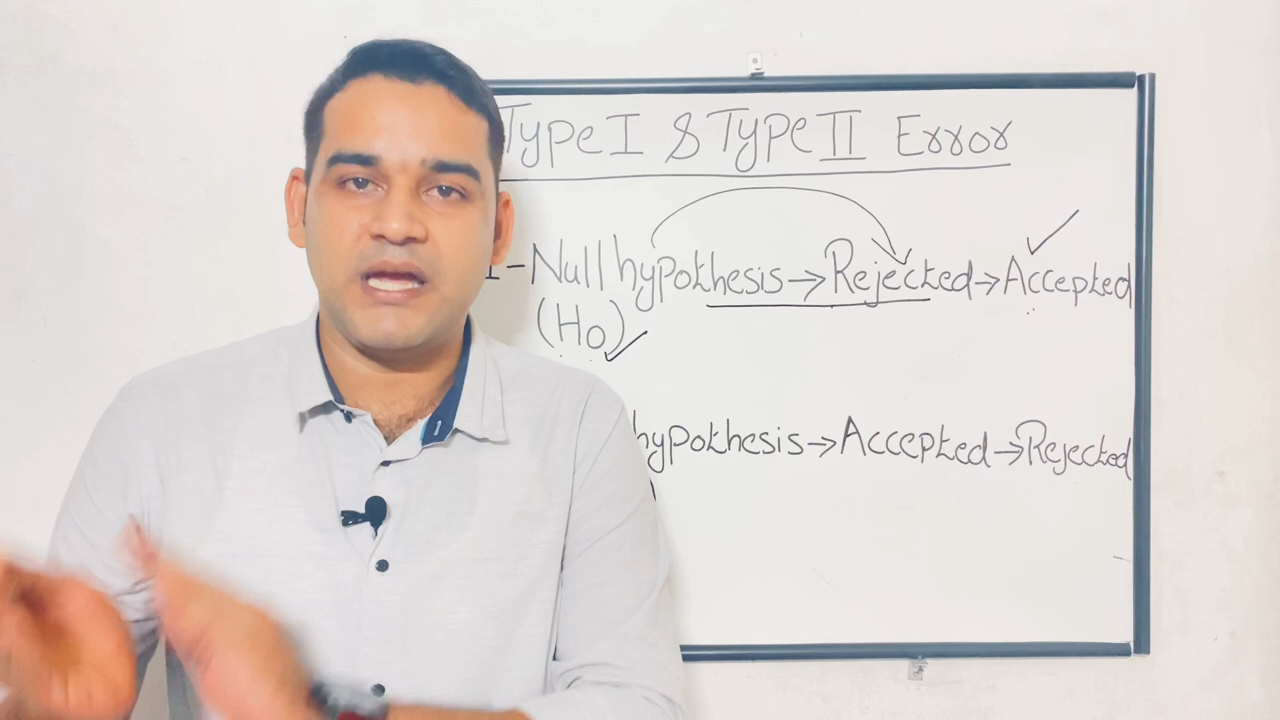 Type I & Type II Error
I-Null hypothesis→Rejected→Accepted
(Ho)
hypothesis→Accepted→Rejected